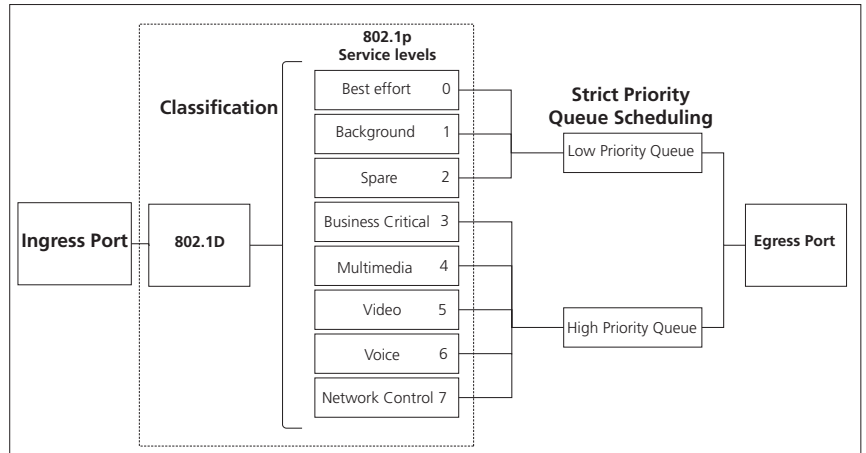 802.1p
Service levels
Classification
Best effort 0
Background 1
Spare 2
Business Critical 3
Multimedia 4
Video 5
Voice 6
Network Control 7
Ingress Port
802.1D
Strict Priority
Queue Scheduling
Low Priority Queue
High Priority Queue
Egress Port